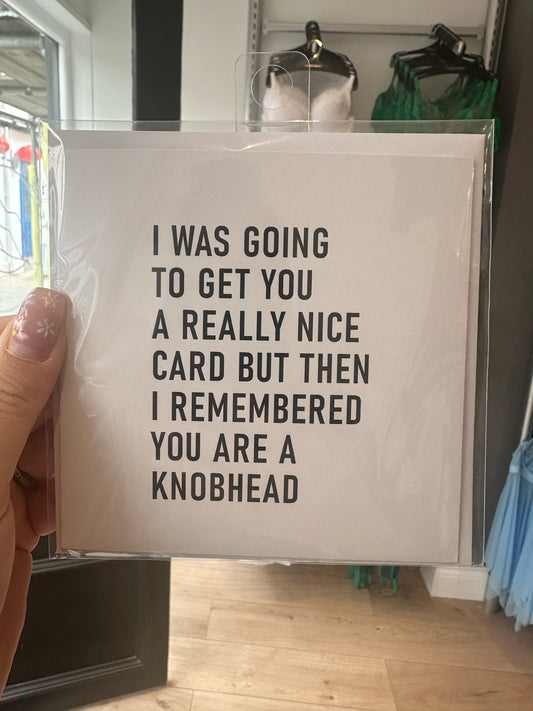 I WAS GOING
TO GET YOU
A REALLY NICE
CARD BUT THEN
I REMEMBERED
YOU ARE A
KNOBHEAD